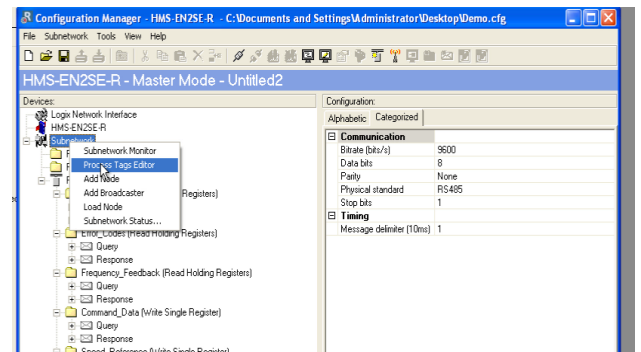 Configuration Manager - HMS-EN2SE-R - C:\Documents and Settings\Administrator\Desktop\Demo.cfg
File Subnetwork Tools View Help
HMS-EN2SE-R - Master Mode - Untitled2
Devices:
Logix Network Interface
HMS-EN2SE-R
Subnetwork
Subnetwork Monitor
Process Tags Editor
Add Node
Add Broadcaster
Registers)
Load Node
Subnetwork Status...
Error_Codes (Read Holding Registers)
Query
Response
Frequency_Feedback (Read Holding Registers)
Query
Response
Command_Data (Write Single Register)
Query
Response
Speed_Reference (Write Single Register)
Configuration:
Alphabetic Categorized
Communication
Bitrate (bits/s) 9600
Data bits 8
Parity None
Physical standard RS485
Stop bits 1
Timing
Message delimiter (10ms) 1